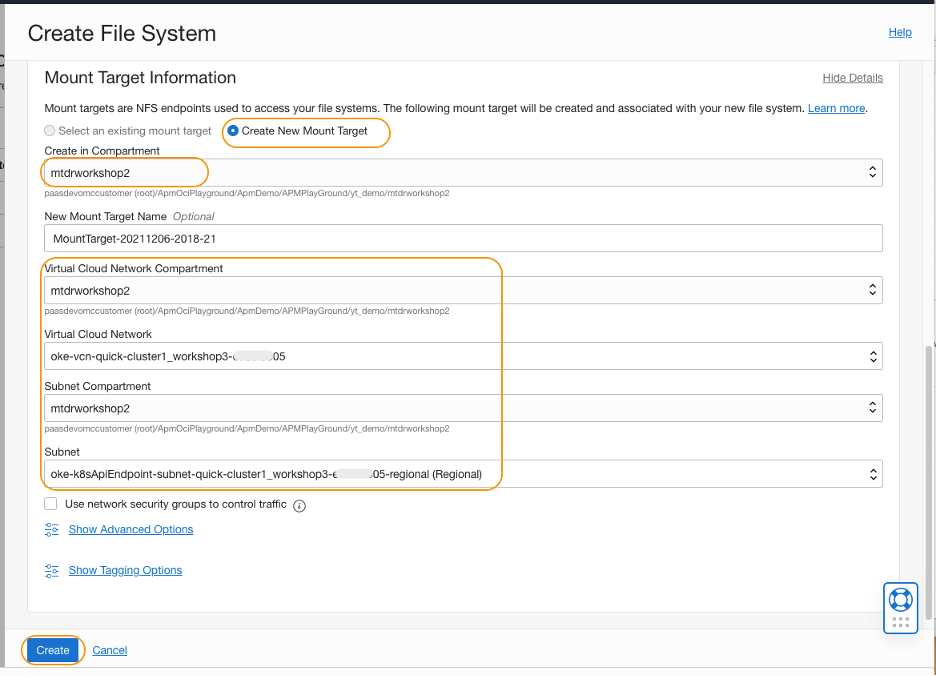 Create File System
Help
Mount Target Information
Hide Details
Mount targets are NFS endpoints used to access your file systems. The following mount target will be created and associated with your new file system. Learn more.
Select an existing mount target
Create New Mount Target
Create in Compartment
mtdrworkshop2
paasdevomccustomer (root)/ApmOciPlayground/ApmDemo/APMPlayGround/yt_demo/mtdrworkshop2
New Mount Target Name Optional
MountTarget-20211206-2018-21
Virtual Cloud Network Compartment
mtdrworkshop2
paasdevomccustomer (root)/ApmOciPlayground/ApmDemo/APMPlayGround/yt_demo/mtdrworkshop2
Virtual Cloud Network
oke-vcn-quick-cluster1_workshop3- 05
Subnet Compartment
mtdrworkshop2
paasdevomccustomer (root)/ApmOciPlayground/ApmDemo/APMPlayGround/yt_demo/mtdrworkshop2
Subnet
oke-k8sApiEndpoint-subnet-quick-cluster1_workshop3- 05-regional (Regional)
Use network security groups to control traffic
Show Advanced Options
Show Tagging Options
Create
Cancel